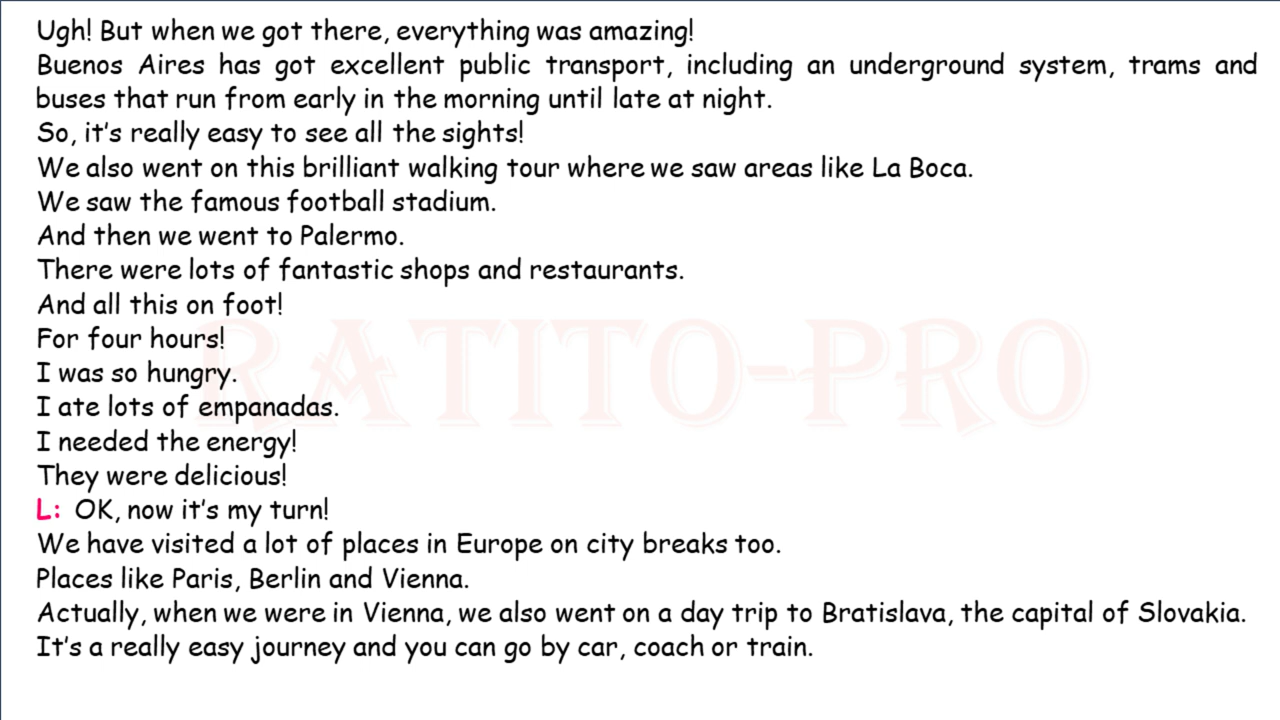 Ugh! But when we got there, everything was amazing!
Buenos Aires has got excellent public transport, including an underground system, trams and
buses that run from early in the morning until late at night.
So, it's really easy to see all the sights!
We also went on this brilliant walking tour where we saw areas like La Boca.
We saw the famous football stadium.
And then we went to Palermo.
There were lots of fantastic shops and restaurants.
And all this on foot!
For four hours!
I was so hungry.
I ate lots of empanadas.
I needed the energy!
They were delicious!
L: OK, now it's my turn!
We have visited a lot of places in Europe on city breaks too.
Places like Paris, Berlin and Vienna.
Actually, when we were in Vienna, we also went on a day trip to Bratislava, the capital of Slovakia.
It's a really easy journey and you can go by car, coach or train.
RATITO-PRO